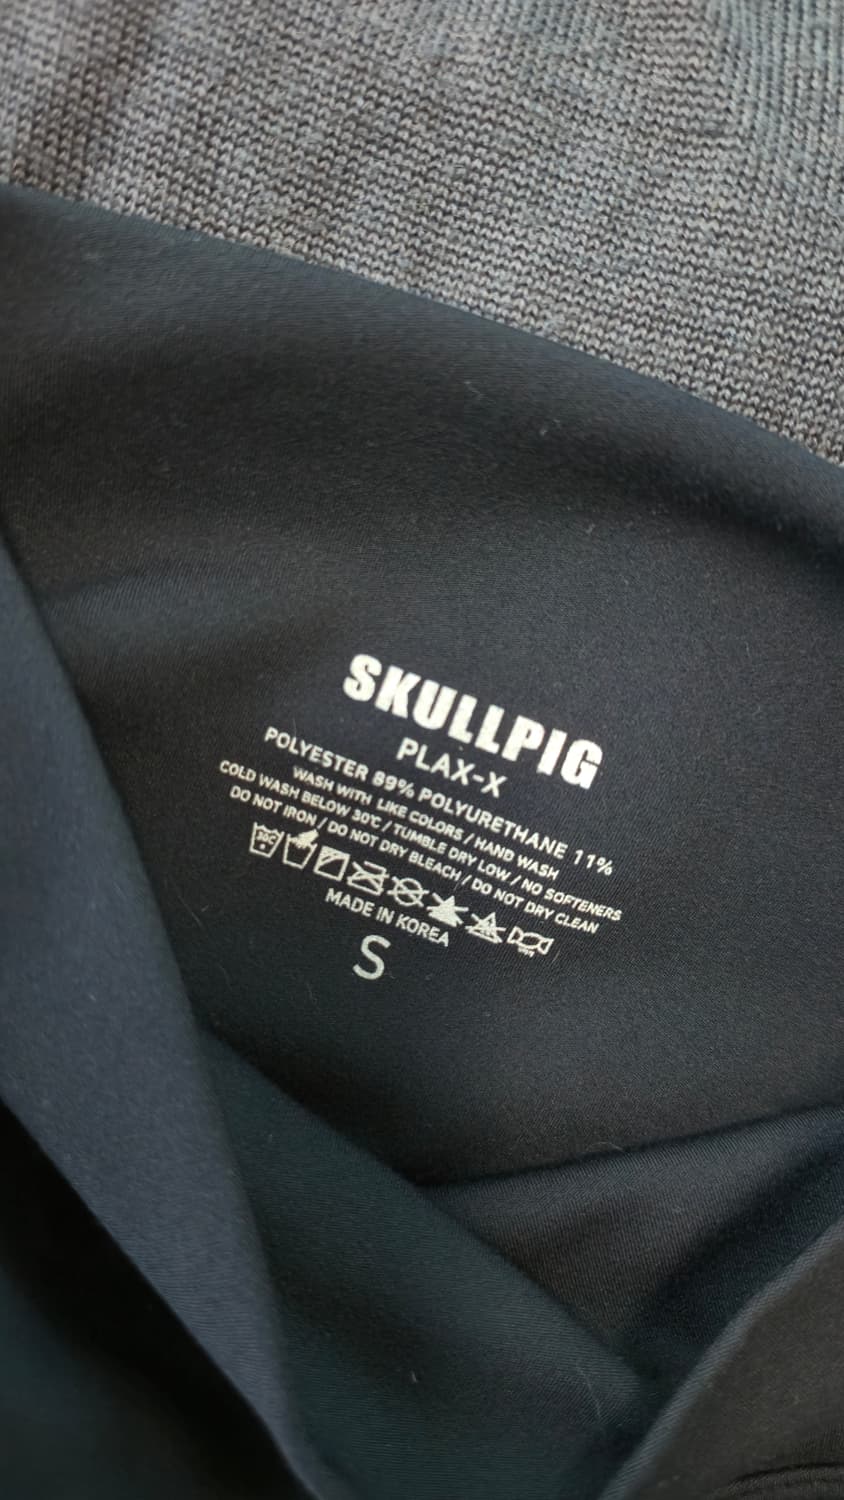 SKULLPIG
PLAX-X
POLYESTER 89% POLYURETHANE 11%
WASH WITH LIKE COLORS / HAND WASH
COLD WASH BELOW 30℃ / TUMBLE DRY LOW / NO SOFTENERS
DO NOT IRON / DO NOT DRY BLEACH / DO NOT DRY CLEAN
30℃
MADE IN KOREA
S